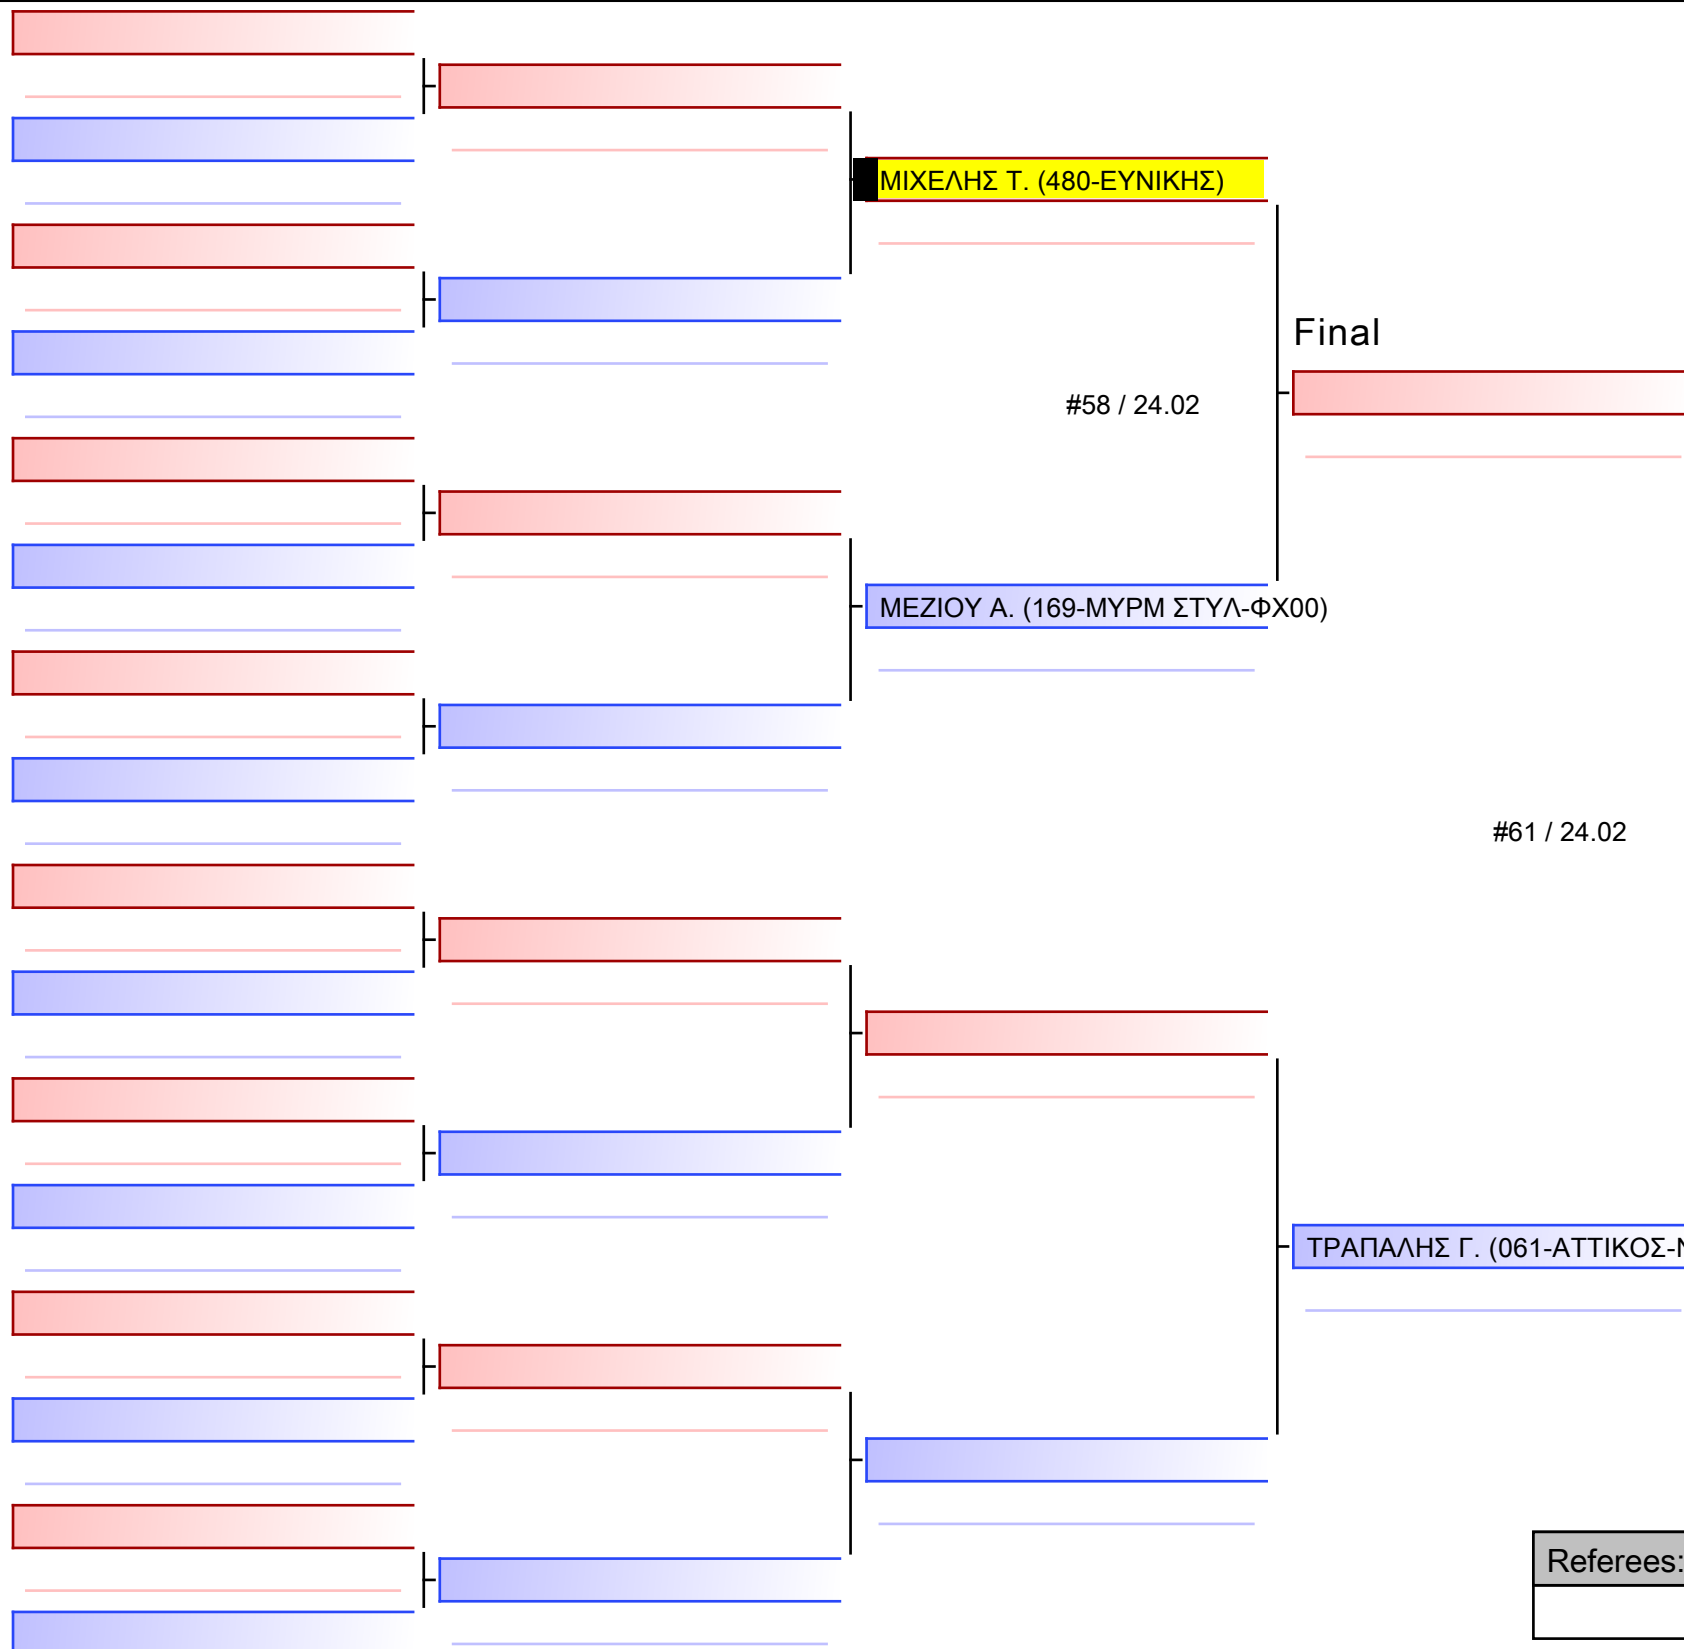 ΜΙΧΕΛΗΣ Τ. (480-ΕΥΝΙΚΗΣ)
Final
#58 / 24.02
ΜΕΖΙΟΥ Α. (169-ΜΥΡΜ ΣΤΥΛ-ΦΧ00)
#61 / 24.02
ΤΡΑΠΑΛΗΣ Γ. (061-ΑΤΤΙΚΟΣ-
Referees: